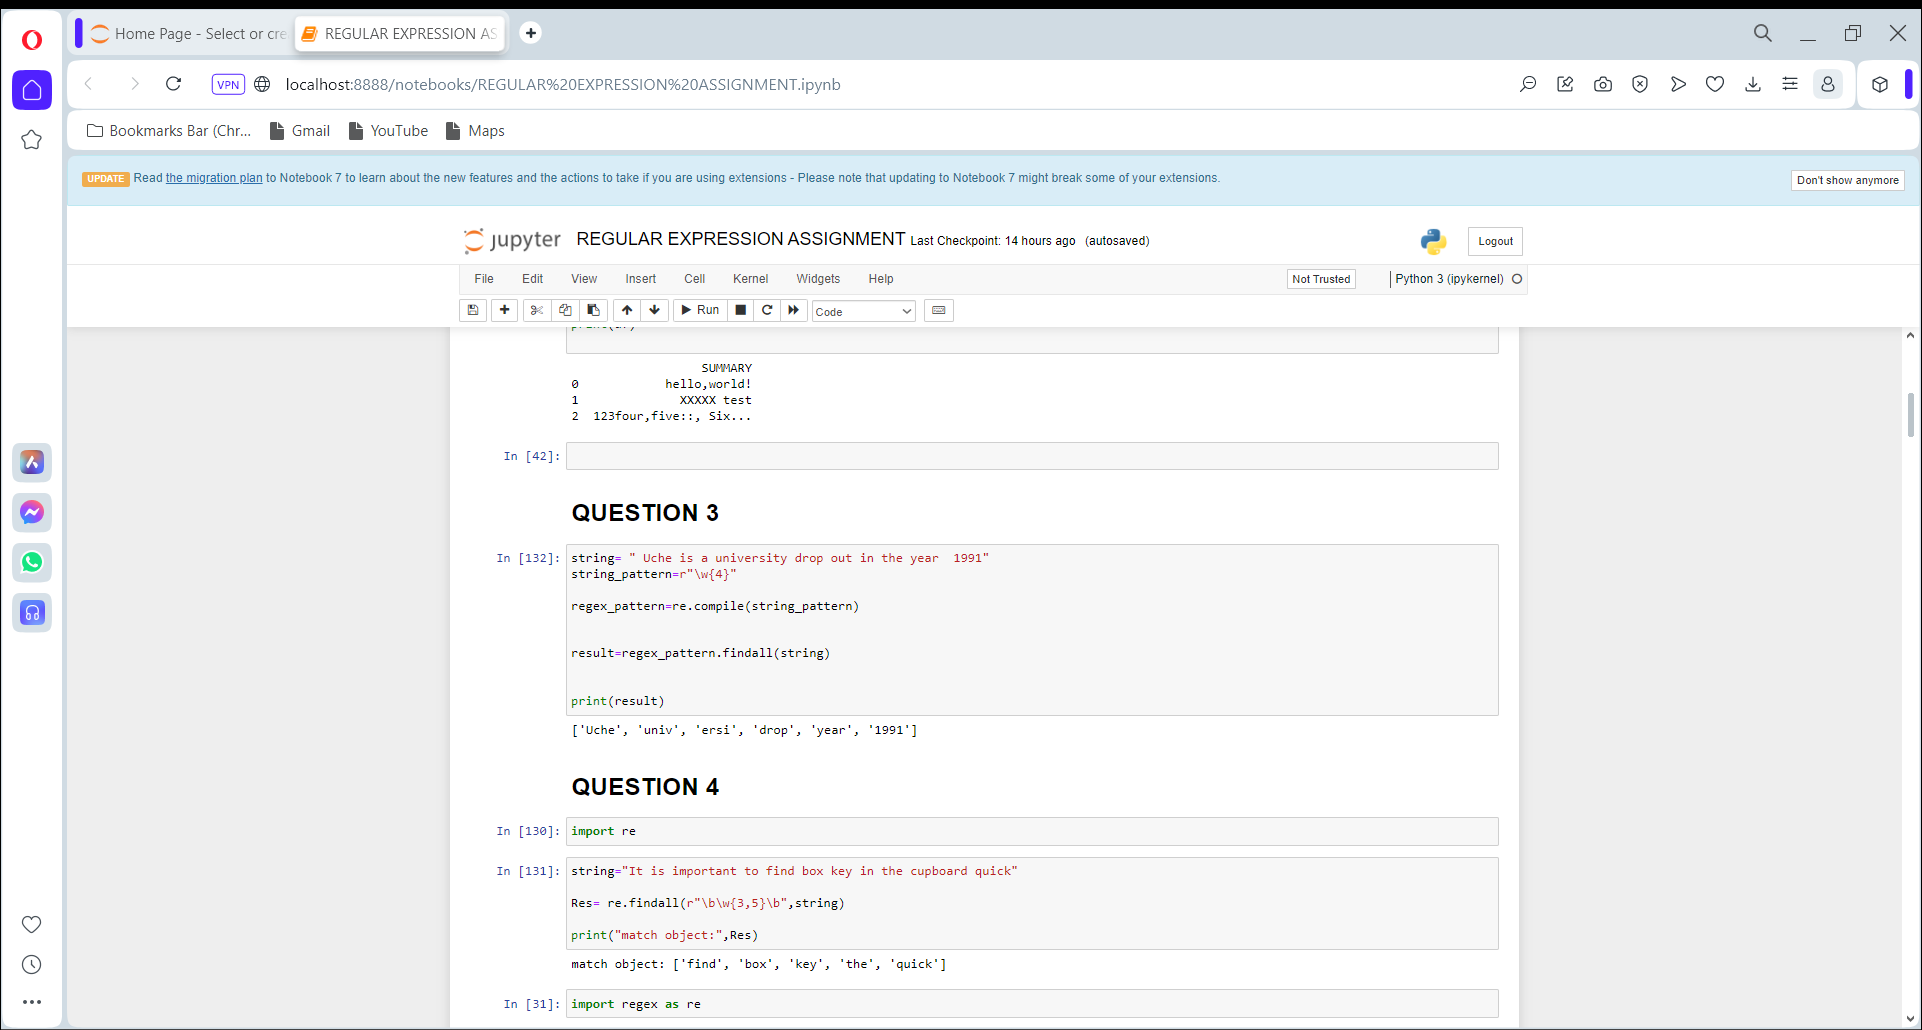 Home Page - Select or cre
REGULAR EXPRESSION AS
VPN
localhost:8888/notebooks/REGULAR%20EXPRESSION%20ASSIGNMENT.ipynb
Bookmarks Bar (Chr...
Gmail
YouTube
Maps
UPDATE Read the migration plan to Notebook 7 to learn about the new features and the actions to take if you are using extensions - Please note that updating to Notebook 7 might break some of your extensions.
Don't show anymore
jupyter REGULAR EXPRESSION ASSIGNMENT Last Checkpoint: 14 hours ago (autosaved)
Logout
File Edit View Insert Cell Kernel Widgets Help
Not Trusted
Python 3 (ipykernel)
Run
Code
SUMMARY
0 hello,world!
1 XXXXX test
2 123four,five::, Six...
In [42]:
QUESTION 3
In [132]:
string= " Uche is a university drop out in the year  1991"
string_pattern=r"\w{4}"
regex_pattern=re.compile(string_pattern)
result=regex_pattern.findall(string)
print(result)
['Uche', 'univ', 'ersi', 'drop', 'year', '1991']
QUESTION 4
In [130]:
import re
In [131]:
string="It is important to find box key in the cupboard quick"
Res= re.findall(r"\b\w{3,5}\b",string)
print("match object:",Res)
match object: ['find', 'box', 'key', 'the', 'quick']
In [31]:
import regex as re